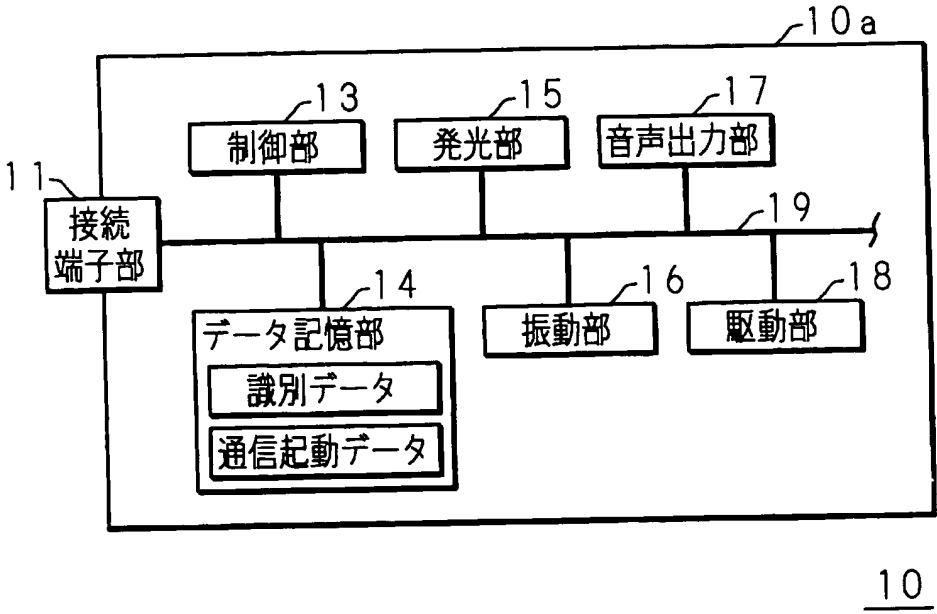 10a
13
15
17
制御部
発光部
音声出力部
11
接続
端子部
19
14
16
18
データ記憶部
振動部
駆動部
識別データ
通信起動データ
10